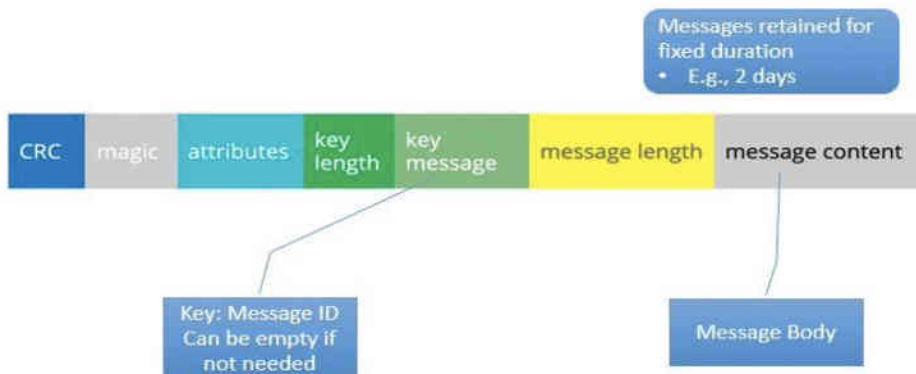 Messages retained for
fixed duration
• E.g., 2 days
CRC
magic
attributes
key
length
key
message
message length
message content
Key: Message ID
Can be empty if
not needed
Message Body